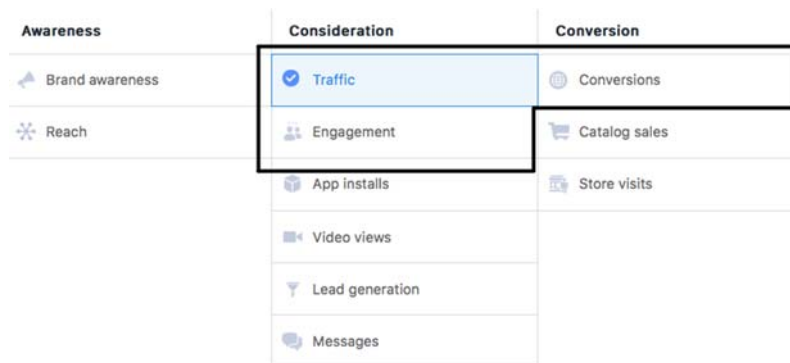 Awareness
Consideration
Conversion
Brand awareness
Traffic
Conversions
Reach
Engagement
Catalog sales
App installs
Store visits
Video views
Lead generation
Messages